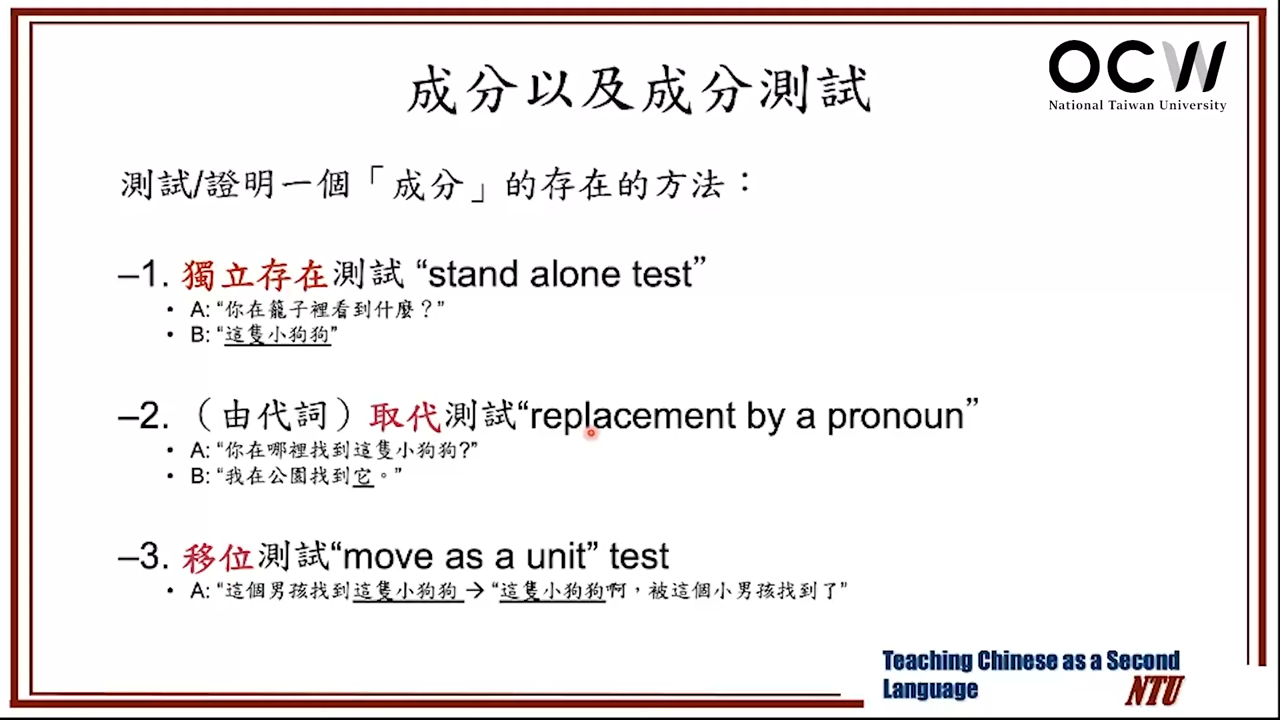 成分以及成分測試
OCW
National Taiwan University
測試/證明一個「成分」的存在的方法：
–1. 獨立存在測試 “stand alone test”
• A: “你在籠子裡看到什麼？”
• B: “這隻小狗狗”
–2. （由代詞）取代測試“replacement by a pronoun”
• A: “你在哪裡找到這隻小狗狗?”
• B: “我在公園找到它。”
–3. 移位測試“move as a unit” test
• A: “這個男孩找到這隻小狗狗 → “這隻小狗狗啊，被這個小男孩找到了”
Teaching Chinese as a Second
Language
NTU